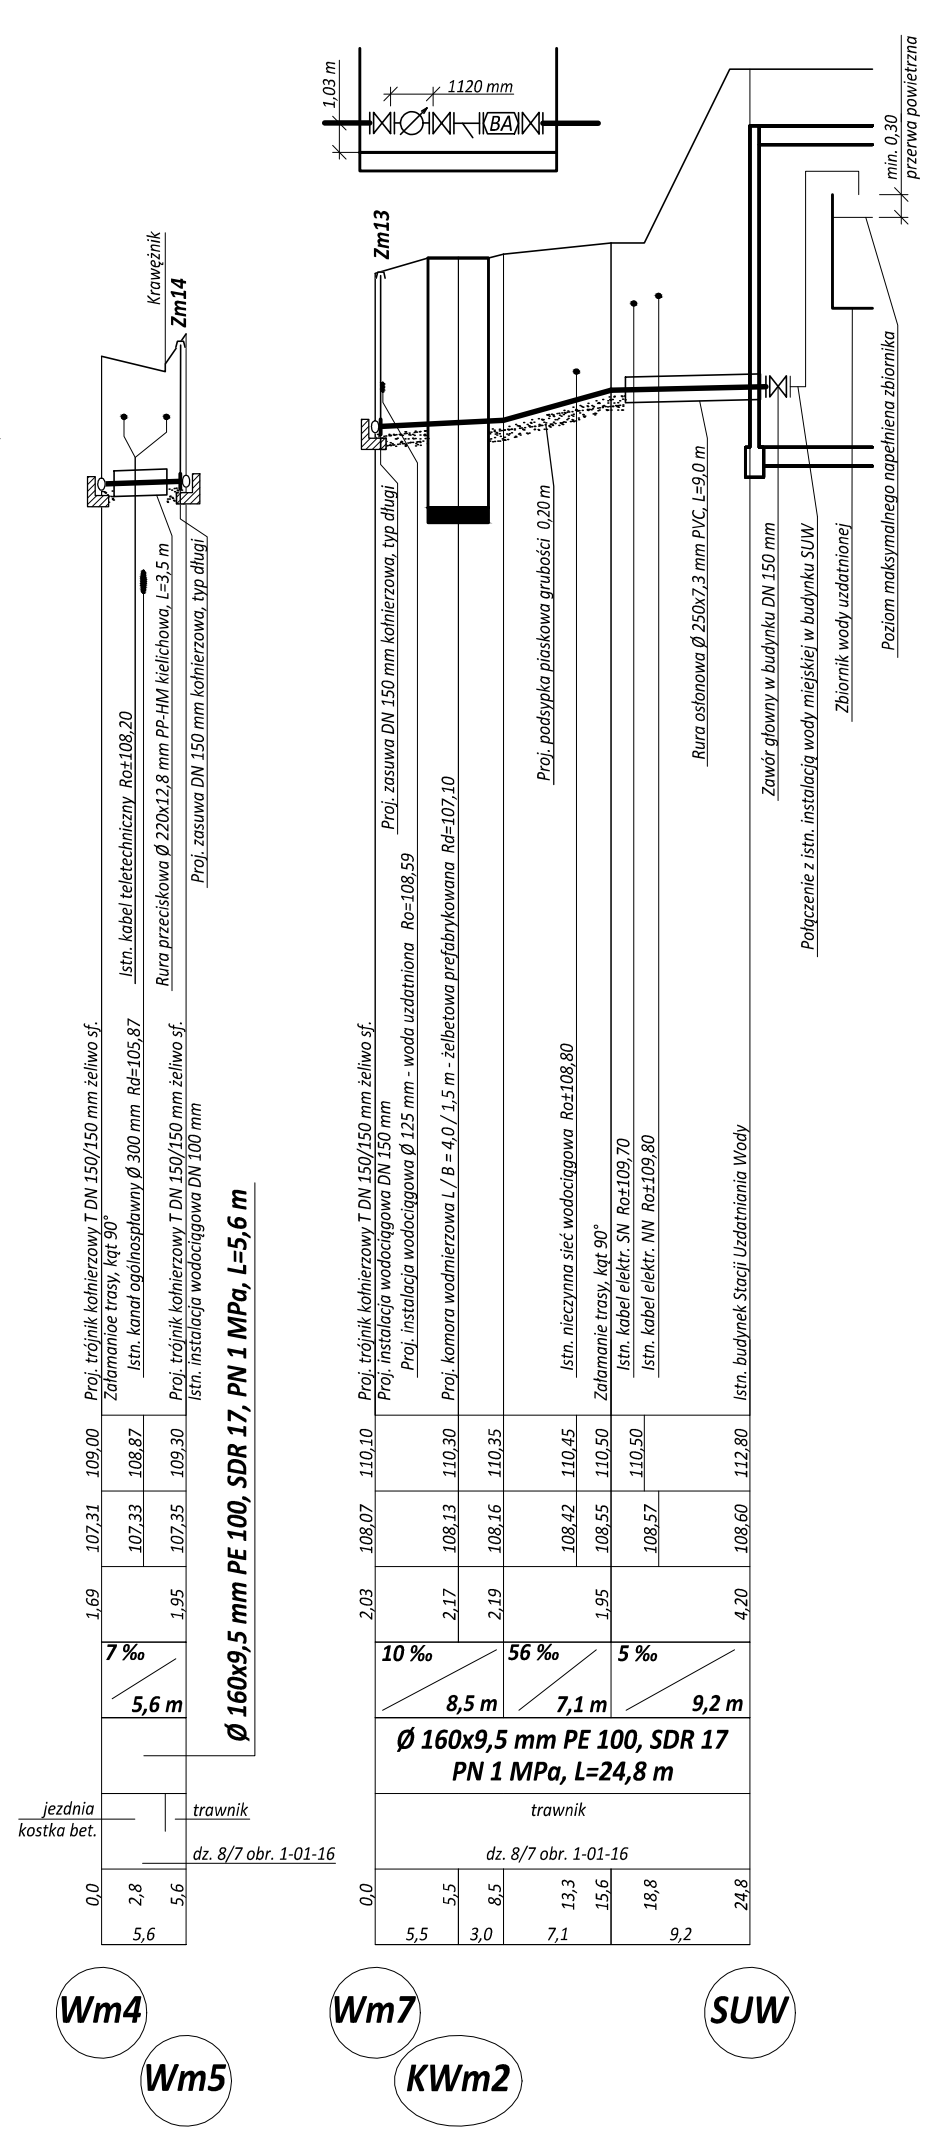 1,03 m
1120 mm
BA
min. 0,30
przerwa powietrzna
Zm13
Krawężnik
Zm14
Poziom maksymalnego napełniena zbiornika
Zbiornik wody uzdatnionej
Połączenie z istn. instalacją wody miejskiej w budynku SUW
Zawór głowny w budynku DN 150 mm
Rura osłonowa Ø 250x7,3 mm PVC, L=9,0 m
Proj. podsypka piaskowa grubości 0,20 m
Proj. zasuwa DN 150 mm kołnierzowa, typ długi
Proj. zasuwa DN 150 mm kołnierzowa, typ długi
Rura przeciskowa Ø 220x12,8 mm PP-HM kielichowa, L=3,5 m
Istn. kabel teletechniczny Ro±108,20
Proj. trójnik kołnierzowy T DN 150/150 mm żeliwo sf.
Załamanioe trasy, kąt 90°
Istn. kanał ogólnospławny Ø 300 mm Rd=105,87
Proj. trójnik kołnierzowy T DN 150/150 mm żeliwo sf.
Istn. instalacja wodociągowa DN 100 mm
Ø 160x9,5 mm PE 100, SDR 17, PN 1 MPa, L=5,6 m
Proj. trójnik kołnierzowy T DN 150/150 mm żeliwo sf.
Proj. instalacja wodociągowa DN 150 mm
Proj. instalacja wodociągowa Ø 125 mm - woda uzdatniona Ro=108,59
Proj. komora wodmierzowa L / B = 4,0 / 1,5 m - żelbetowa prefabrykowana Rd=107,10
Istn. nieczynna sieć wodociągowa Ro±108,80
Załamanie trasy, kąt 90°
Istn. kabel elektr. SN Ro±109,70
Istn. kabel elektr. NN Ro±109,80
Istn. budynek Stacji Uzdatniania Wody
109,00 108,87 109,30
110,10 110,30 110,35 110,45 110,50 110,50 112,80
107,31 107,33 107,35
108,07 108,13 108,16 108,42 108,55 108,57 108,60
1,69 1,95
2,03 2,17 2,19 1,95 4,20
7 ‰
5,6 m
10 ‰
8,5 m
56 ‰
7,1 m
5 ‰
9,2 m
Ø 160x9,5 mm PE 100, SDR 17
PN 1 MPa, L=24,8 m
jezdnia
kostka bet.
trawnik
dz. 8/7 obr. 1-01-16
trawnik
dz. 8/7 obr. 1-01-16
0,0 2,8 5,6
0,0 5,5 8,5 13,3 15,6 18,8 24,8
5,6
5,5 3,0 7,1 9,2
Wm4
Wm5
Wm7
KWm2
SUW